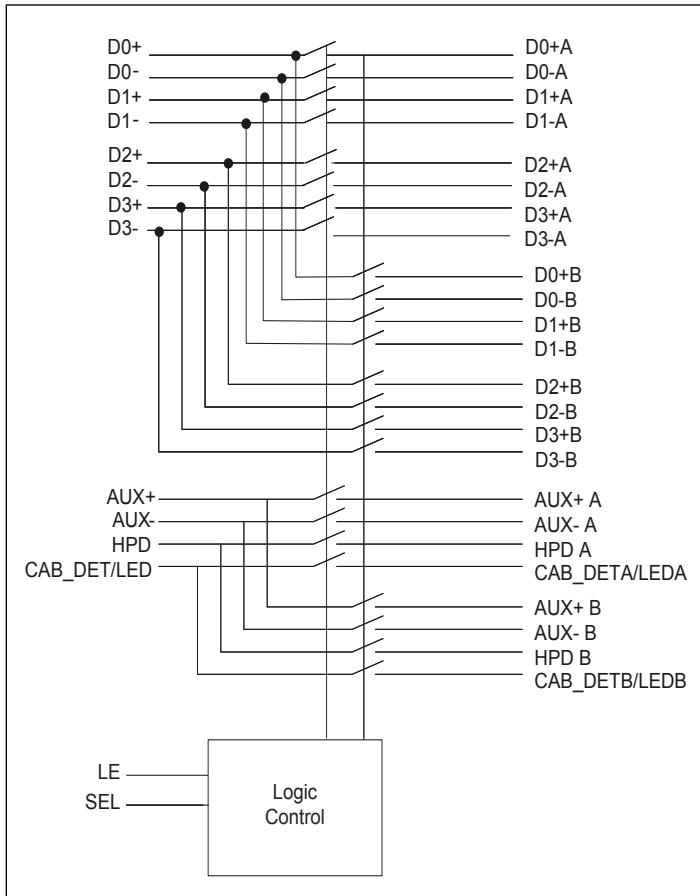 D0+ D0+A
D0- D0-A
D1+ D1+A
D1- D1-A
D2+ D2+A
D2- D2-A
D3+ D3+A
D3- D3-A
D0+B
D0-B
D1+B
D1-B
D2+B
D2-B
D3+B
D3-B
AUX+ AUX+ A
AUX- AUX- A
HPD HPD A
CAB_DET/LED CAB_DETA/LEDA
AUX+ B
AUX- B
HPD B
CAB_DETB/LEDB
LE
SEL
Logic
Control